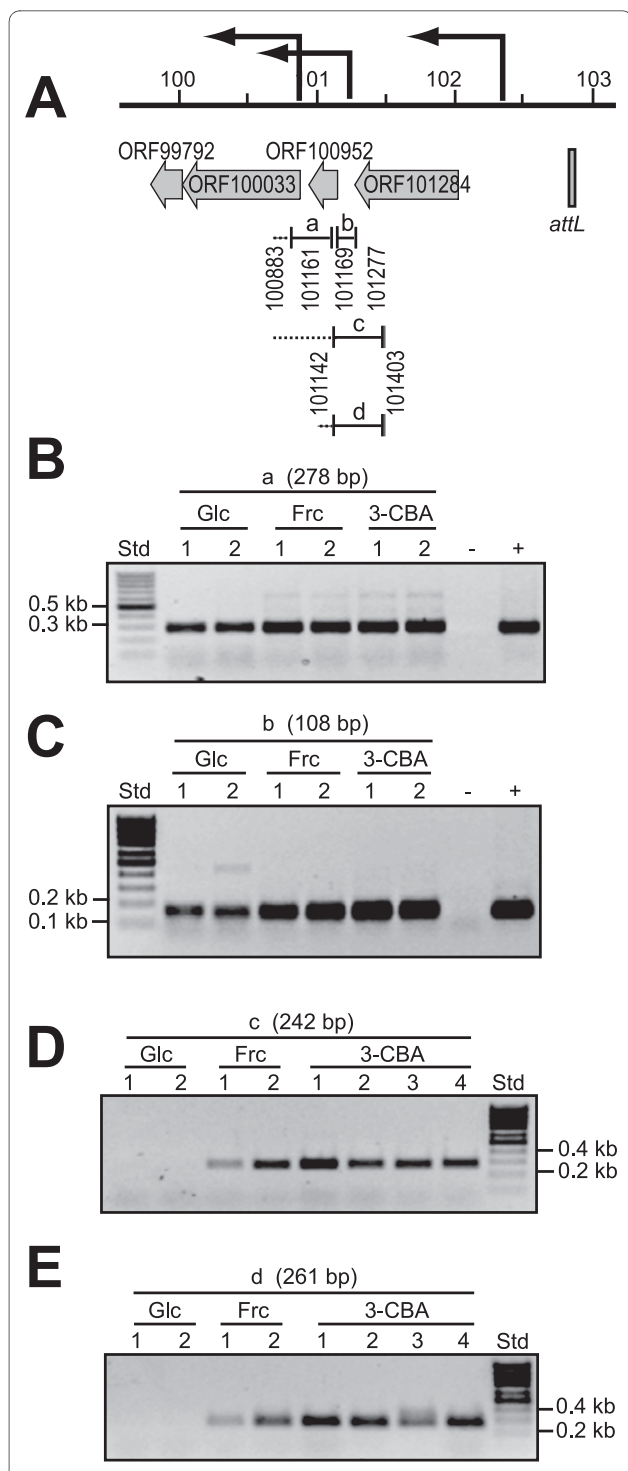 A
100 101 102 103
ORF99792 ORF100952
ORF100033 ORF101284
attL
a b
100883 101161 101169 101277
c
101142 101403
d
B
a (278 bp)
Glc Frc 3-CBA
Std 1 2 1 2 1 2 - +
0.5 kb
0.3 kb
C
b (108 bp)
Glc Frc 3-CBA
Std 1 2 1 2 1 2 - +
0.2 kb
0.1 kb
D
c (242 bp)
Glc Frc 3-CBA
1 2 1 2 1 2 3 4 Std
0.4 kb
0.2 kb
E
d (261 bp)
Glc Frc 3-CBA
1 2 1 2 1 2 3 4 Std
0.4 kb
0.2 kb